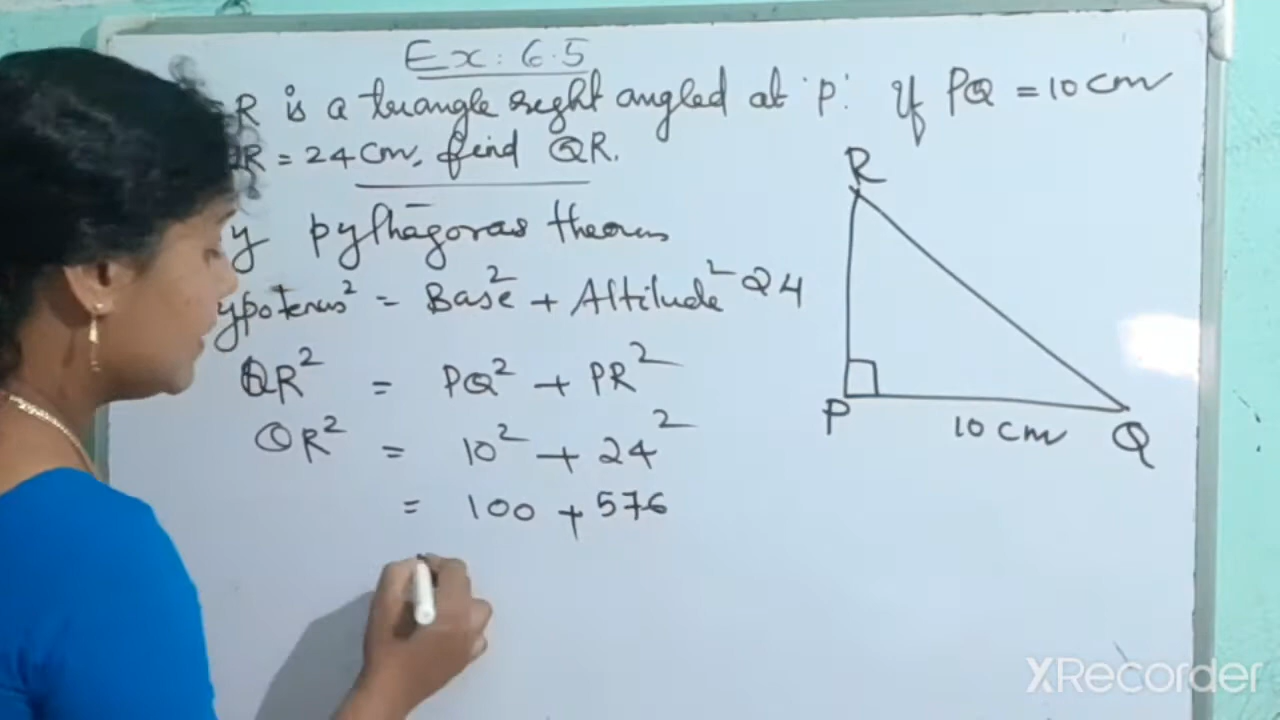 Ex: 6.5
R is a triangle right angled at 'P'. If PQ = 10 cm
R = 24 cm, find QR.
y pythagoras theorem
ypotenus² = Base² + Altitude² 24
QR² = PQ² + PR²
QR² = 10² + 24²
= 100 + 576
R
P
10 cm
Q
XRecorder